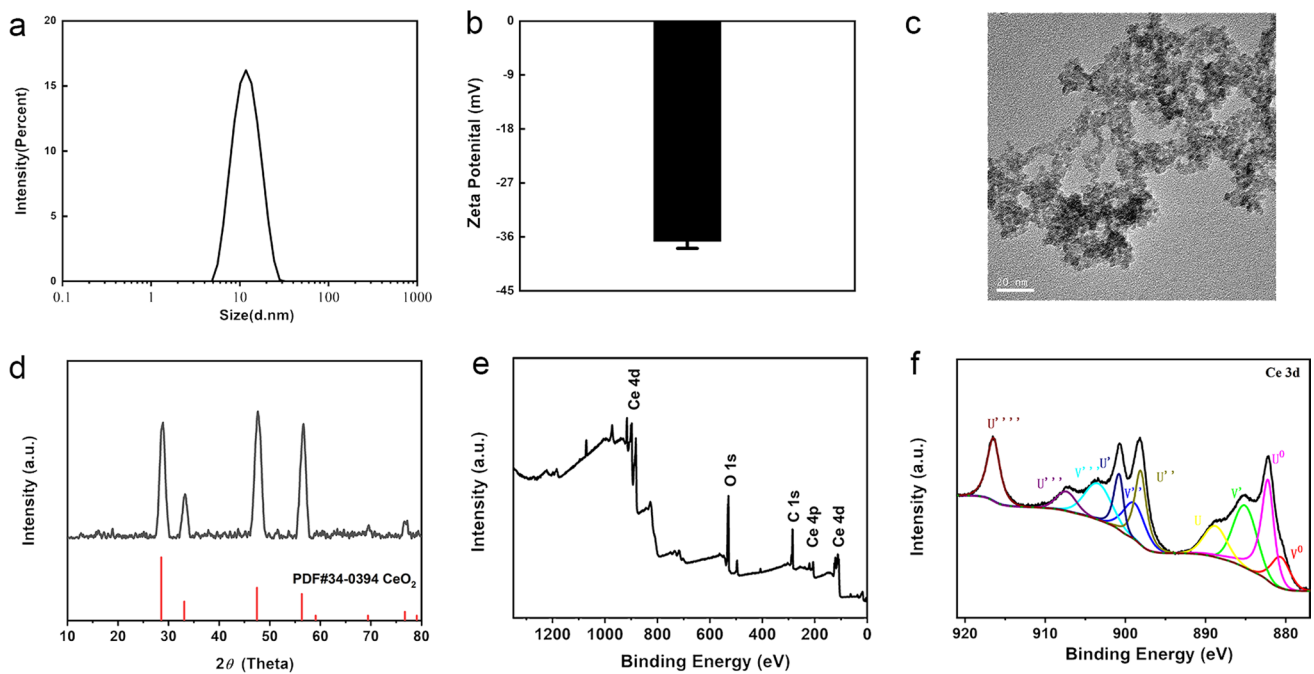 a
Intensity(Percent)
20
15
10
5
0
0.1 1 10 100 1000
Size(d.nm)
b
Zeta Potenital (mV)
0
-9
-18
-27
-36
-45
c
20 nm
d
Intensity (a.u.)
PDF#34-0394 CeO2
10 20 30 40 50 60 70 80
2θ (Theta)
e
Intensity (a.u.)
Ce 4d
O 1s
C 1s
Ce 4p
Ce 4d
1200 1000 800 600 400 200 0
Binding Energy (eV)
f
Intensity (a.u.)
Ce 3d
U''''
U'''
V'''
U'
V''
U''
U
V'
U0
V0
920 910 900 890 880
Binding Energy (eV)